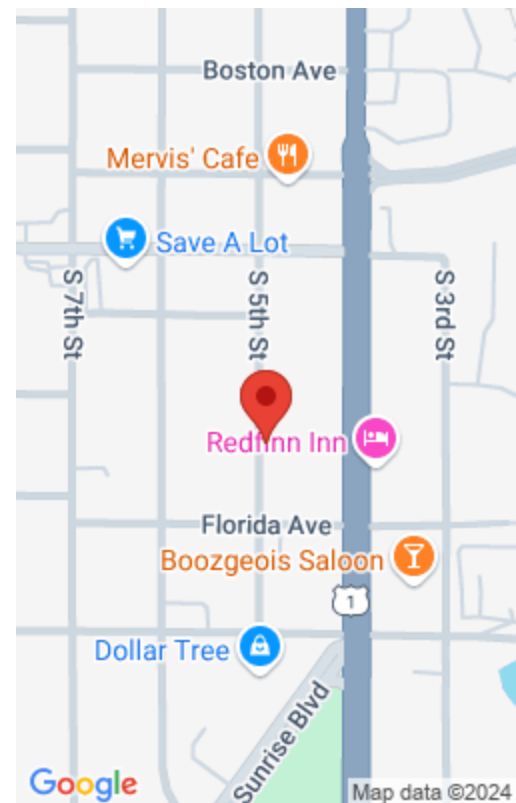 Boston Ave
Mervis' Cafe
Save A Lot
S 7th St
S 5th St
S 3rd St
Redfinn Inn
Florida Ave
Boozgeois Saloon
1
Dollar Tree
Sunrise Blvd
Google
Map data ©2024